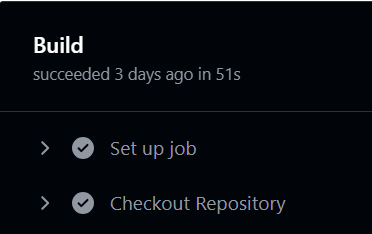 Build
succeeded 3 days ago in 51s
Set up job
Checkout Repository